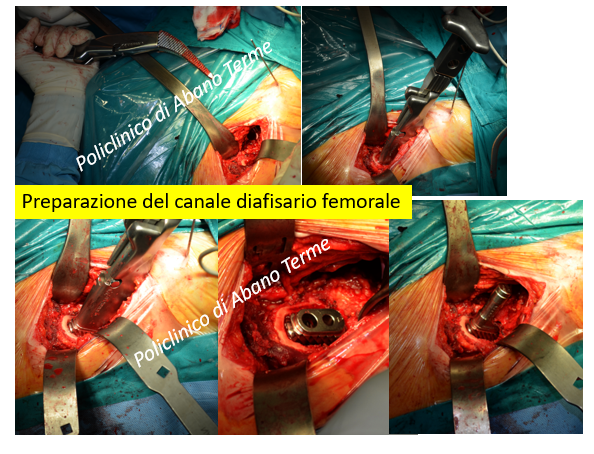 Policlinico di Abano Terme
Preparazione del canale diafisario femorale
Policlinico di Abano Terme